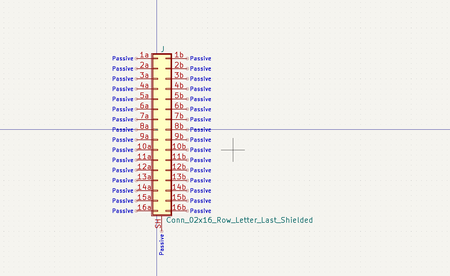 J
Passive 1a 1b Passive
Passive 2a 2b Passive
Passive 3a 3b Passive
Passive 4a 4b Passive
Passive 5a 5b Passive
Passive 6a 6b Passive
Passive 7a 7b Passive
Passive 8a 8b Passive
Passive 9a 9b Passive
Passive 10a 10b Passive
Passive 11a 11b Passive
Passive 12a 12b Passive
Passive 13a 13b Passive
Passive 14a 14b Passive
Passive 15a 15b Passive
Passive 16a 16b Passive
Conn_02x16_Row_Letter_Last_Shielded
SH
Passive